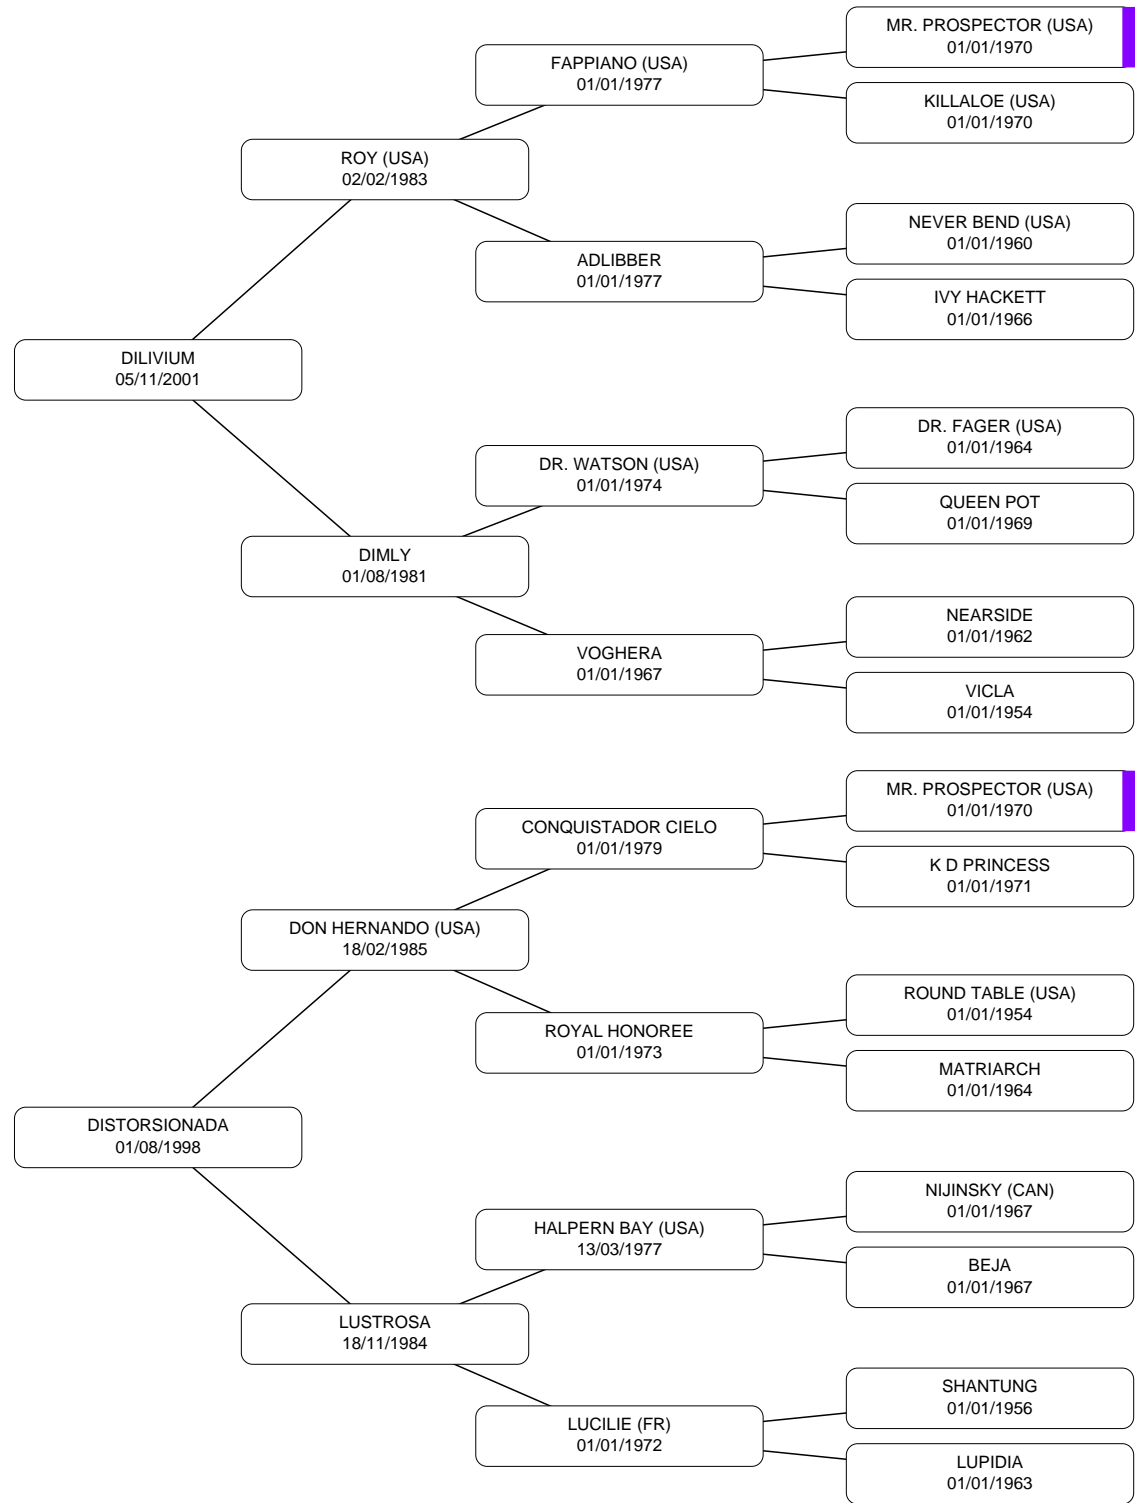 MR. PROSPECTOR (USA)
01/01/1970
FAPPIANO (USA)
01/01/1977
KILLALOE (USA)
01/01/1970
ROY (USA)
02/02/1983
NEVER BEND (USA)
01/01/1960
ADLIBBER
01/01/1977
IVY HACKETT
01/01/1966
DILIVIUM
05/11/2001
DR. FAGER (USA)
01/01/1964
DR. WATSON (USA)
01/01/1974
QUEEN POT
01/01/1969
DIMLY
01/08/1981
NEARSIDE
01/01/1962
VOGHERA
01/01/1967
VICLA
01/01/1954
MR. PROSPECTOR (USA)
01/01/1970
CONQUISTADOR CIELO
01/01/1979
K D PRINCESS
01/01/1971
DON HERNANDO (USA)
18/02/1985
ROUND TABLE (USA)
01/01/1954
ROYAL HONOREE
01/01/1973
MATRIARCH
01/01/1964
DISTORSIONADA
01/08/1998
NIJINSKY (CAN)
01/01/1967
HALPERN BAY (USA)
13/03/1977
BEJA
01/01/1967
LUSTROSA
18/11/1984
SHANTUNG
01/01/1956
LUCILIE (FR)
01/01/1972
LUPIDIA
01/01/1963